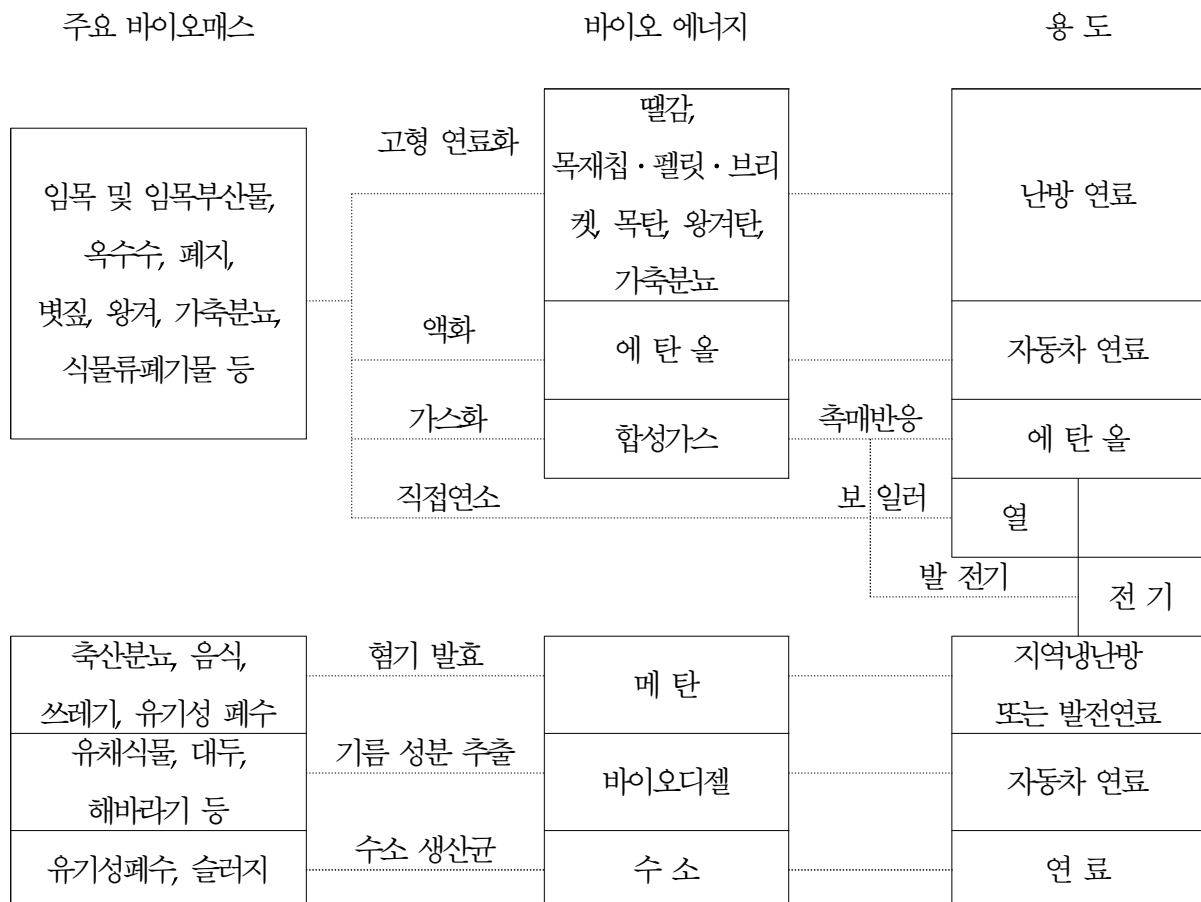 주요 바이오매스
바이오 에너지
용 도
임목 및 임목부산물,
옥수수, 폐지,
볏짚, 왕겨, 가축분뇨,
식물류폐기물 등
고형 연료화
땔감,
목재칩·펠릿·브리
켓, 목탄, 왕겨탄,
가축분뇨
난방 연료
액화
에 탄 올
자동차 연료
가스화
합성가스
촉매반응
에 탄 올
직접연소
보 일러
열
발 전기
전 기
축산분뇨, 음식,
쓰레기, 유기성 폐수
혐기 발효
메 탄
지역냉난방
또는 발전연료
유채식물, 대두,
해바라기 등
기름 성분 추출
바이오디젤
자동차 연료
유기성폐수, 슬러지
수소 생산균
수 소
연 료